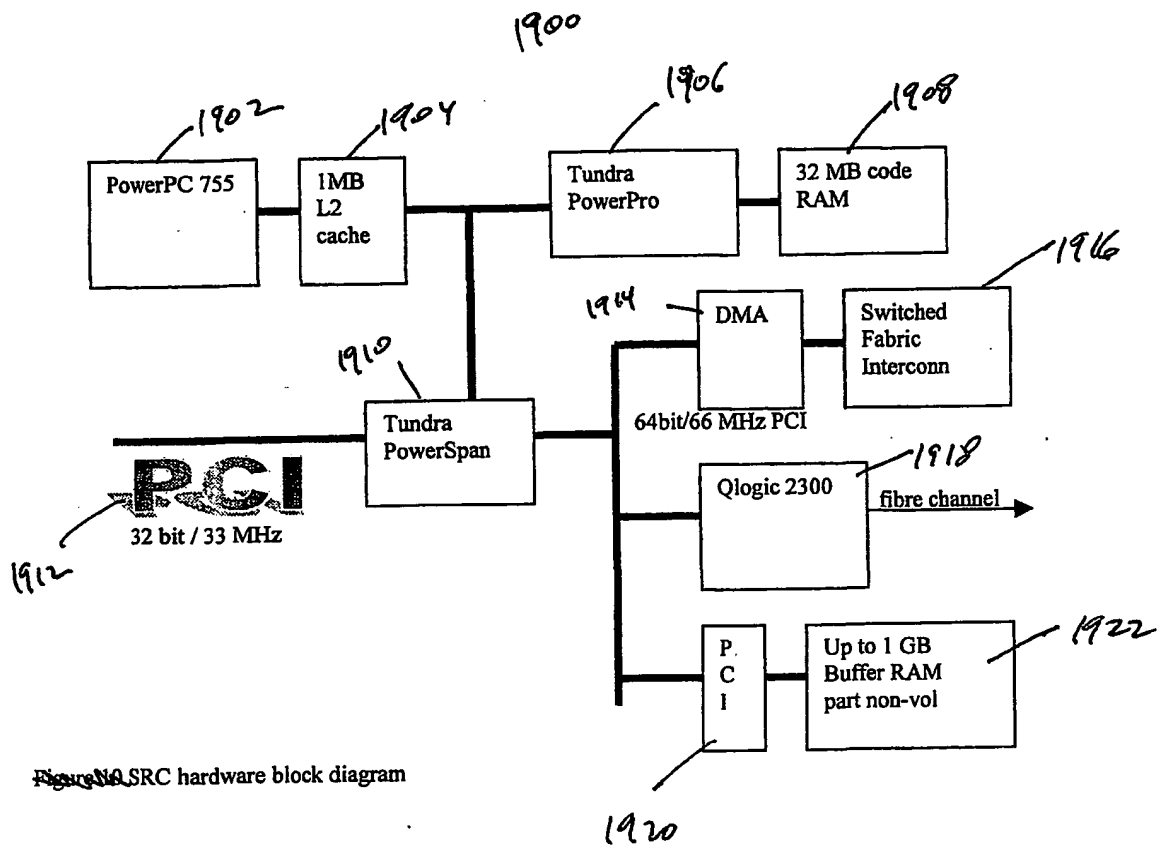 1900
1902
1904
1906
1908
PowerPC 755
1MB
L2
cache
Tundra
PowerPro
32 MB code
RAM
1910
1914
1916
DMA
Switched
Fabric
Interconn
Tundra
PowerSpan
64bit/66 MHz PCI
PCI
32 bit / 33 MHz
1912
1918
Qlogic 2300
fibre channel
P
C
I
Up to 1 GB
Buffer RAM
part non-vol
1922
1920
SRC hardware block diagram